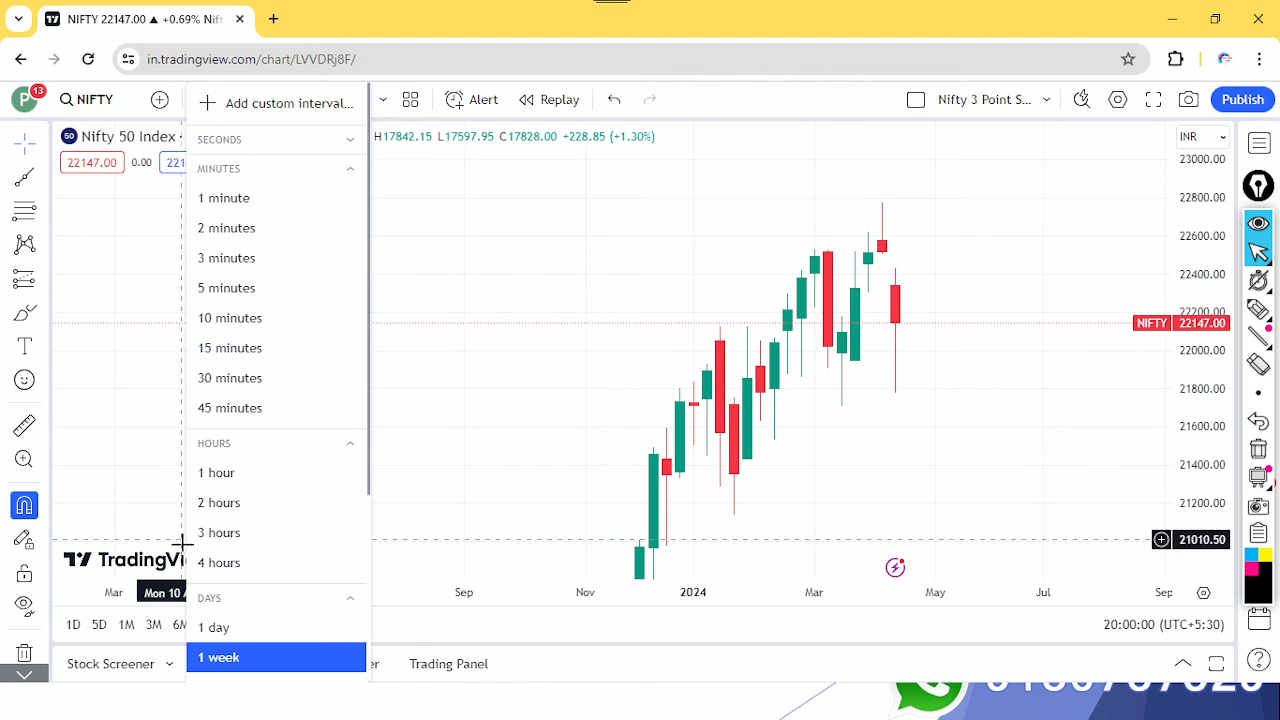 NIFTY 22147.00 ▲ +0.69% Nif
in.tradingview.com/chart/LVVDRj8F/
P
13
NIFTY
Add custom interval...
Alert
Replay
Nifty 3 Point S...
Publish
50
Nifty 50 Index
H17842.15 L17597.95 C17828.00 +228.85 (+1.30%)
INR
22147.00
0.00
SECONDS
MINUTES
1 minute
2 minutes
3 minutes
5 minutes
10 minutes
15 minutes
30 minutes
45 minutes
HOURS
1 hour
2 hours
3 hours
4 hours
DAYS
1 day
1 week
23000.00
22800.00
22600.00
22400.00
22200.00
NIFTY 22147.00
22000.00
21800.00
21600.00
21400.00
21200.00
21010.50
TradingVi
Mar
Mon 10
Sep
Nov
2024
Mar
May
Jul
Sep
1D 5D 1M 3M 6M
20:00:00 (UTC+5:30)
Stock Screener
Trading Panel